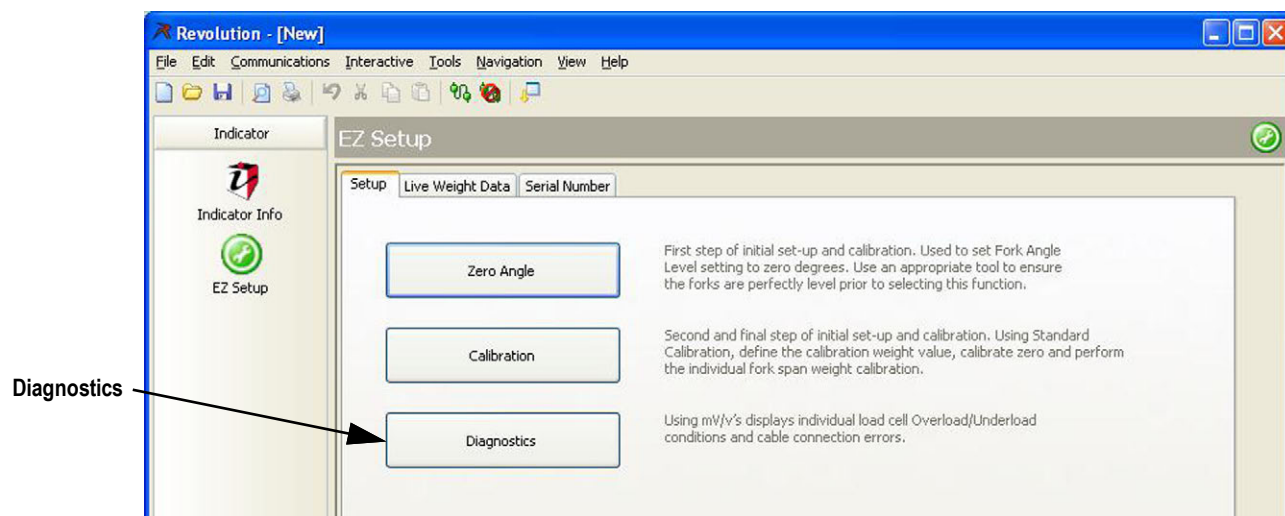 Revolution - [New]
File Edit Communications Interactive Tools Navigation View Help
Indicator
EZ Setup
Indicator Info
EZ Setup
Setup Live Weight Data Serial Number
Zero Angle
First step of initial set-up and calibration. Used to set Fork Angle
Level setting to zero degrees. Use an appropriate tool to ensure
the forks are perfectly level prior to selecting this function.
Calibration
Second and final step of initial set-up and calibration. Using Standard
Calibration, define the calibration weight value, calibrate zero and perform
the individual fork span weight calibration.
Diagnostics
Diagnostics
Using mV/v's displays individual load cell Overload/Underload
conditions and cable connection errors.